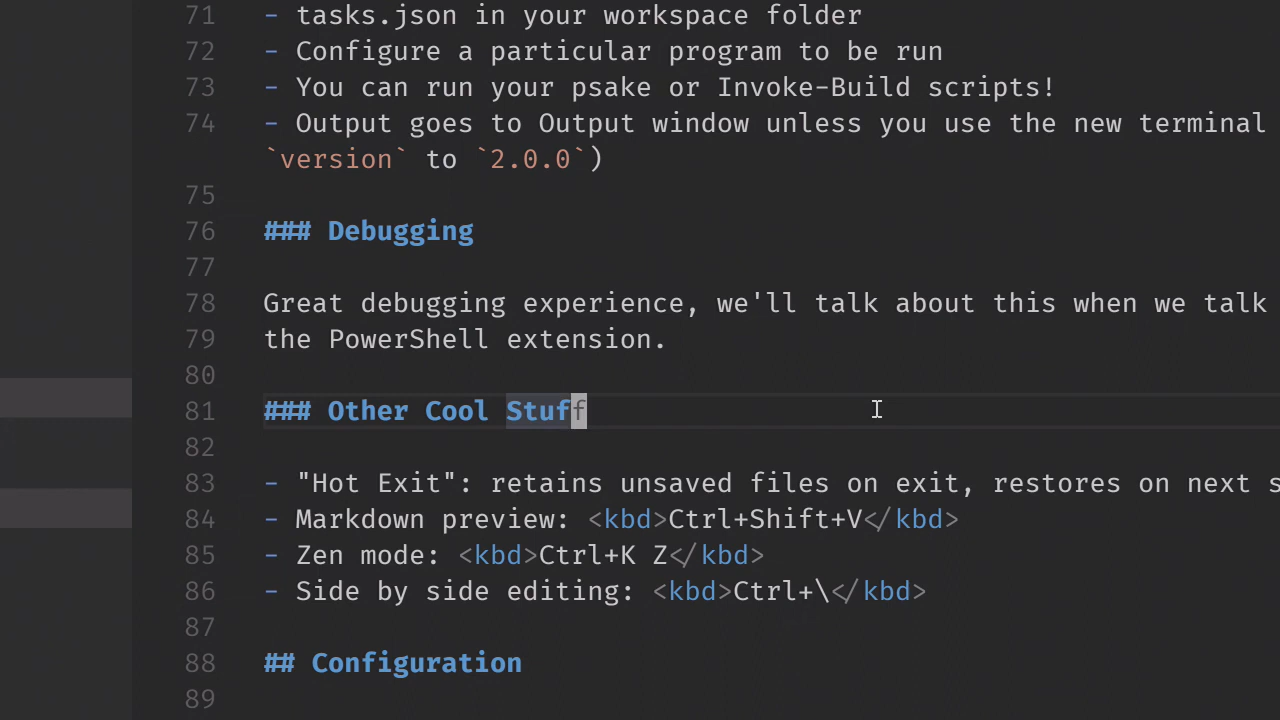 71 - tasks.json in your workspace folder
72 - Configure a particular program to be run
73 - You can run your psake or Invoke-Build scripts!
74 - Output goes to Output window unless you use the new terminal
`version` to `2.0.0`)
75
76 ### Debugging
77
78 Great debugging experience, we'll talk about this when we talk
79 the PowerShell extension.
80
81 ### Other Cool Stuff
82
83 - "Hot Exit": retains unsaved files on exit, restores on next s
84 - Markdown preview: <kbd>Ctrl+Shift+V</kbd>
85 - Zen mode: <kbd>Ctrl+K Z</kbd>
86 - Side by side editing: <kbd>Ctrl+\</kbd>
87
88 ## Configuration
89